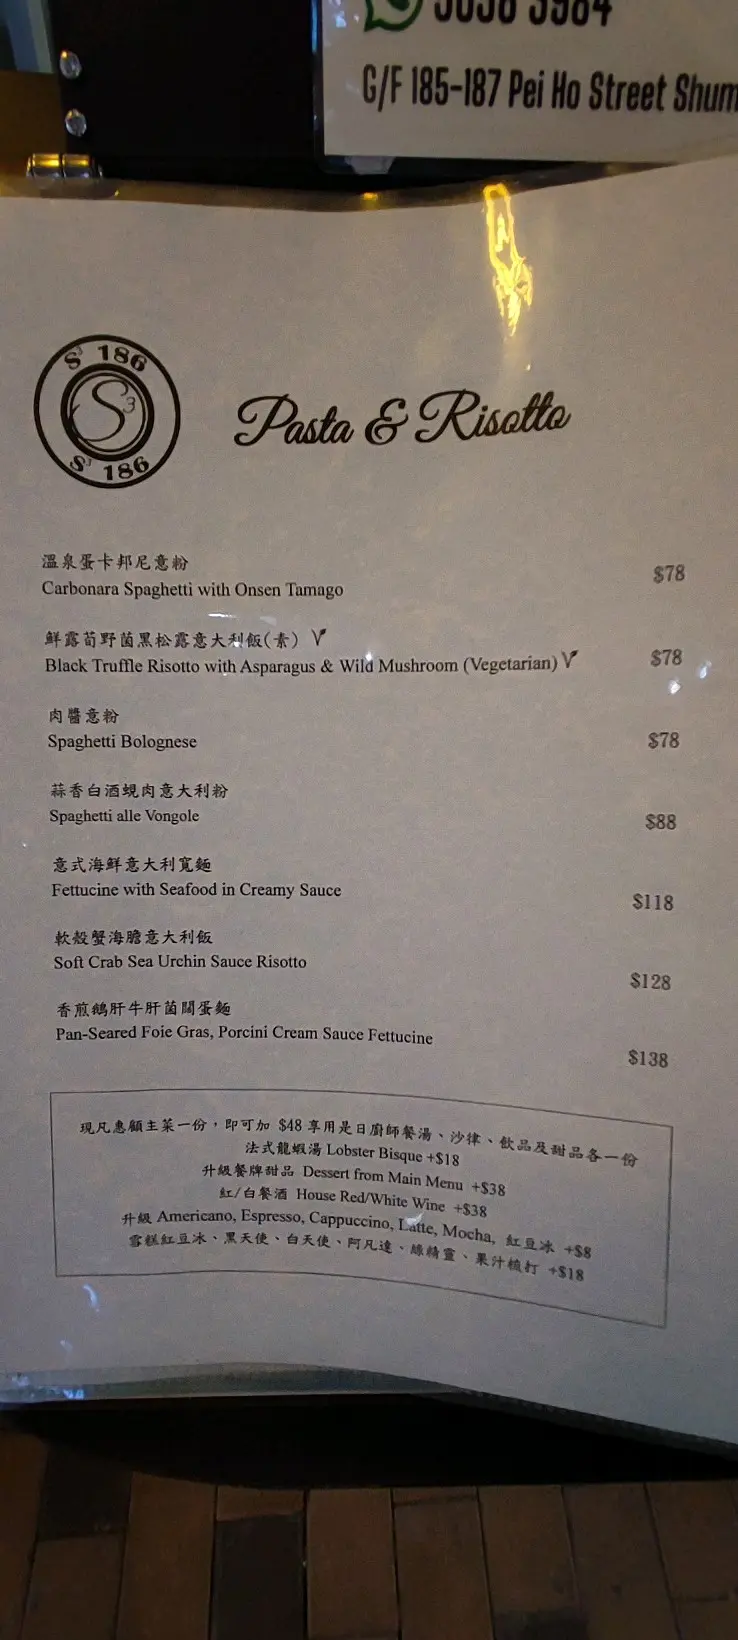 G/F 185-187 Pei Ho Street Shum
S³ 186
S³
S³ 186
Pasta & Risotto
溫泉蛋卡邦尼意粉
Carbonara Spaghetti with Onsen Tamago $78
鮮露荀野菌黑松露意大利飯(素) V
Black Truffle Risotto with Asparagus & Wild Mushroom (Vegetarian) V $78
肉醬意粉
Spaghetti Bolognese $78
蒜香白酒蜆肉意大利粉
Spaghetti alle Vongole $88
意式海鮮意大利寬麵
Fettucine with Seafood in Creamy Sauce $118
軟殼蟹海膽意大利飯
Soft Crab Sea Urchin Sauce Risotto $128
香煎鵝肝牛肝菌闊蛋麵
Pan-Seared Foie Gras, Porcini Cream Sauce Fettucine $138
現凡惠顧主菜一份，即可加 $48 享用是日廚師餐湯、沙律、飲品及甜品各一份
法式龍蝦湯 Lobster Bisque +$18
升級餐牌甜品 Dessert from Main Menu +$38
紅/白餐酒 House Red/White Wine +$38
升級 Americano, Espresso, Cappuccino, Latte, Mocha, 紅豆冰 +$8
雪糕紅豆冰、黑天使、白天使、阿凡達、綠精靈、果汁梳打 +$18